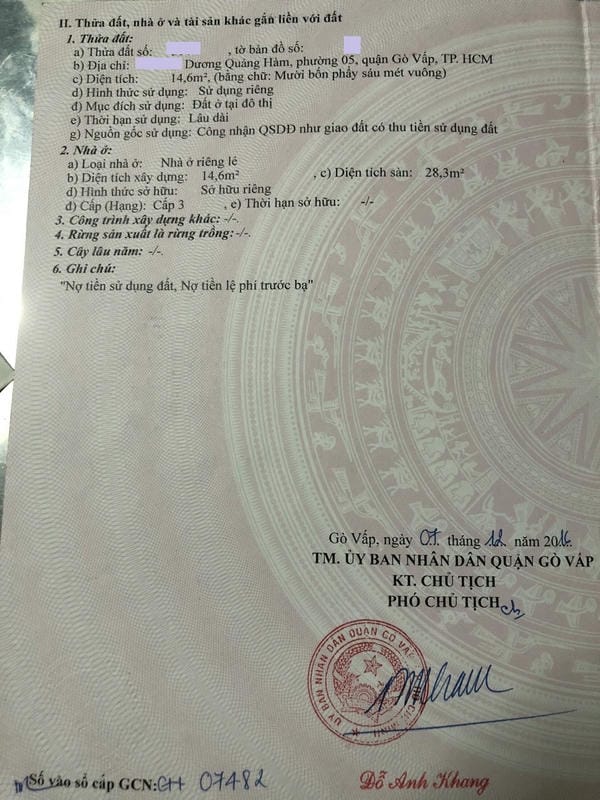 II. Thửa đất, nhà ở và tài sản khác gắn liền với đất
1. Thửa đất:
a) Thửa đất số: , tờ bản đồ số:
b) Địa chỉ: Dương Quảng Hàm, phường 05, quận Gò Vấp, TP. HCM
c) Diện tích: 14,6m², (bằng chữ: Mười bốn phẩy sáu mét vuông)
d) Hình thức sử dụng: Sử dụng riêng
đ) Mục đích sử dụng: Đất ở tại đô thị
e) Thời hạn sử dụng: Lâu dài
g) Nguồn gốc sử dụng: Công nhận QSDĐ như giao đất có thu tiền sử dụng đất
2. Nhà ở:
a) Loại nhà ở: Nhà ở riêng lẻ
b) Diện tích xây dựng: 14,6m² , c) Diện tích sàn: 28,3m²
d) Hình thức sở hữu: Sở hữu riêng
đ) Cấp (Hạng): Cấp 3 , e) Thời hạn sở hữu: -/-
3. Công trình xây dựng khác: -/-.
4. Rừng sản xuất là rừng trồng:-/-.
5. Cây lâu năm: -/-.
6. Ghi chú:
"Nợ tiền sử dụng đất, Nợ tiền lệ phí trước bạ"
Gò Vấp, ngày 07 tháng 12 năm 2016
TM. ỦY BAN NHÂN DÂN QUẬN GÒ VẤP
KT. CHỦ TỊCH
PHÓ CHỦ TỊCH
ỦY BAN NHÂN DÂN QUẬN GÒ VẤP
Số vào sổ cấp GCN: CH 07482
Đỗ Anh Khang